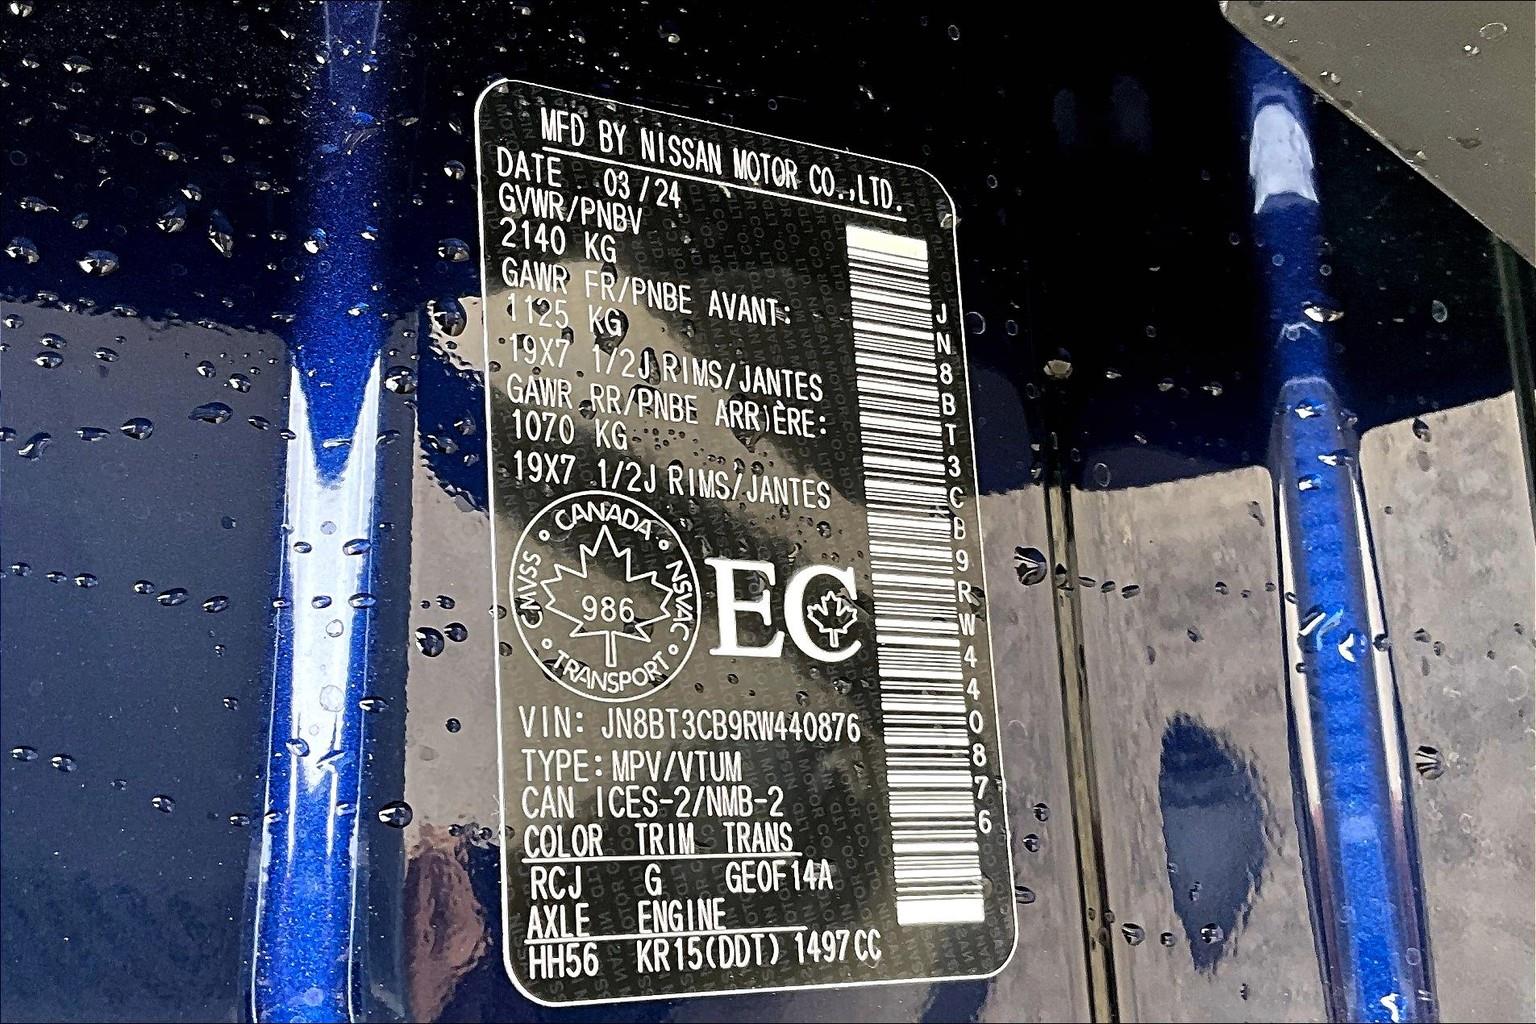 MFD BY NISSAN MOTOR CO.,LTD.
DATE 03/24
GVWR/PNBV
2140 KG
GAWR FR/PNBE AVANT:
1125 KG
19X7 1/2J RIMS/JANTES
GAWR RR/PNBE ARRIÈRE:
1070 KG
19X7 1/2J RIMS/JANTES
CANADA
CMVSS
NSVAC
986
TRANSPORT
EC
VIN: JN8BT3CB9RW440876
TYPE: MPV/VTUM
CAN ICES-2/NMB-2
COLOR TRIM TRANS
RCJ G GEOF14A
AXLE ENGINE
HH56 KR15(DDT) 1497CC
JN8BT3CB9RW440876